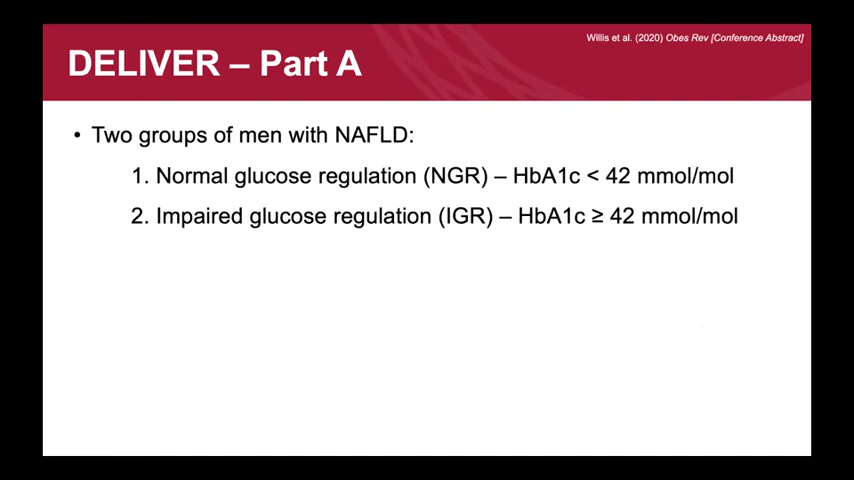 Willis et al. (2020) Obes Rev [Conference Abstract]
DELIVER – Part A
• Two groups of men with NAFLD:
1. Normal glucose regulation (NGR) – HbA1c < 42 mmol/mol
2. Impaired glucose regulation (IGR) – HbA1c ≥ 42 mmol/mol